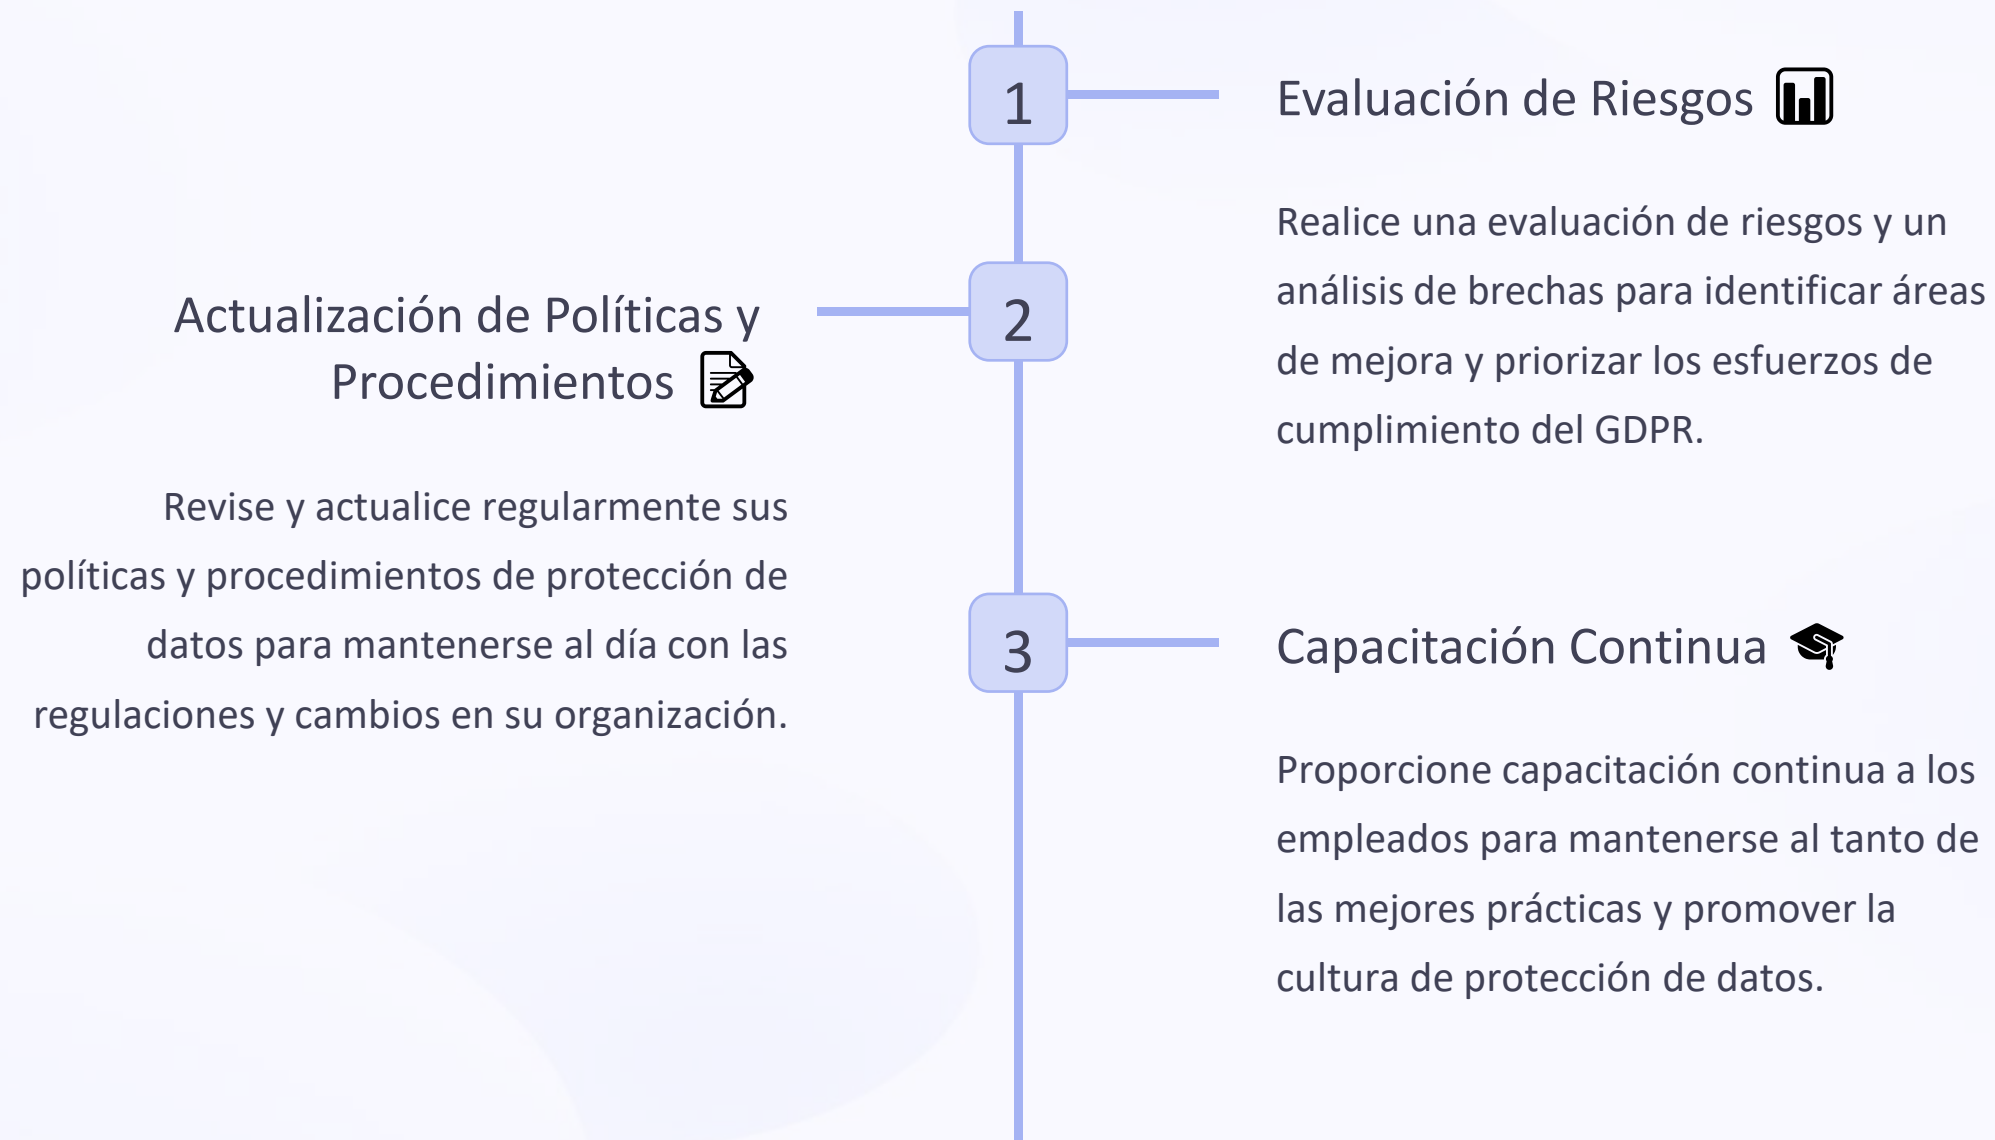 1
Evaluación de Riesgos
Realice una evaluación de riesgos y un
análisis de brechas para identificar áreas
de mejora y priorizar los esfuerzos de
cumplimiento del GDPR.
2
Actualización de Políticas y
Procedimientos
Revise y actualice regularmente sus
políticas y procedimientos de protección de
datos para mantenerse al día con las
regulaciones y cambios en su organización.
3
Capacitación Continua
Proporcione capacitación continua a los
empleados para mantenerse al tanto de
las mejores prácticas y promover la
cultura de protección de datos.